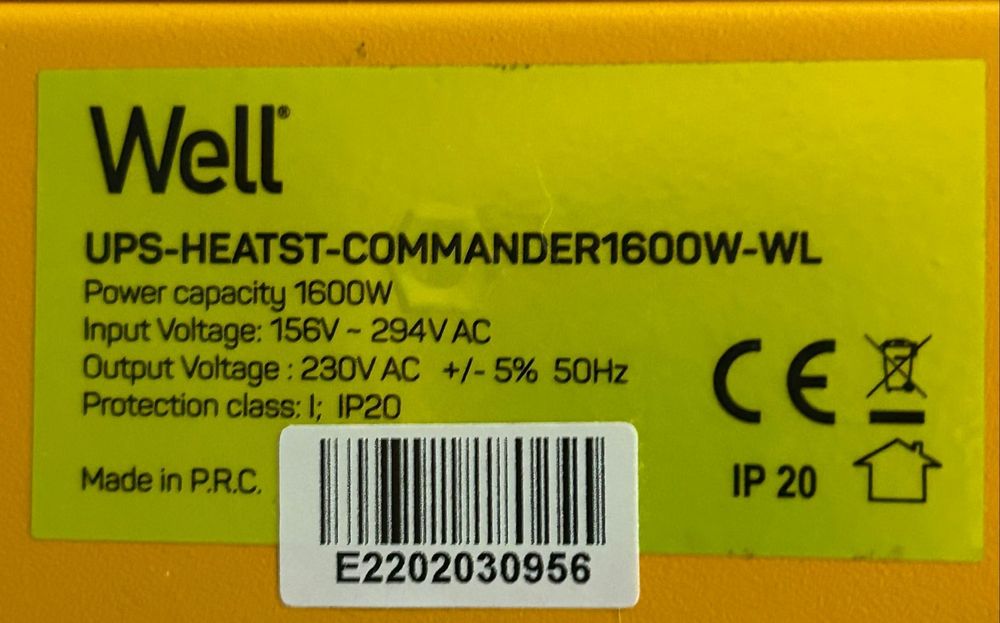 Well®
UPS-HEATST-COMMANDER1600W-WL
Power capacity 1600W
Input Voltage: 156V ~ 294V AC
Output Voltage : 230V AC +/- 5% 50Hz
Protection class: I; IP20
Made in P.R.C.
CE
IP 20
E2202030956